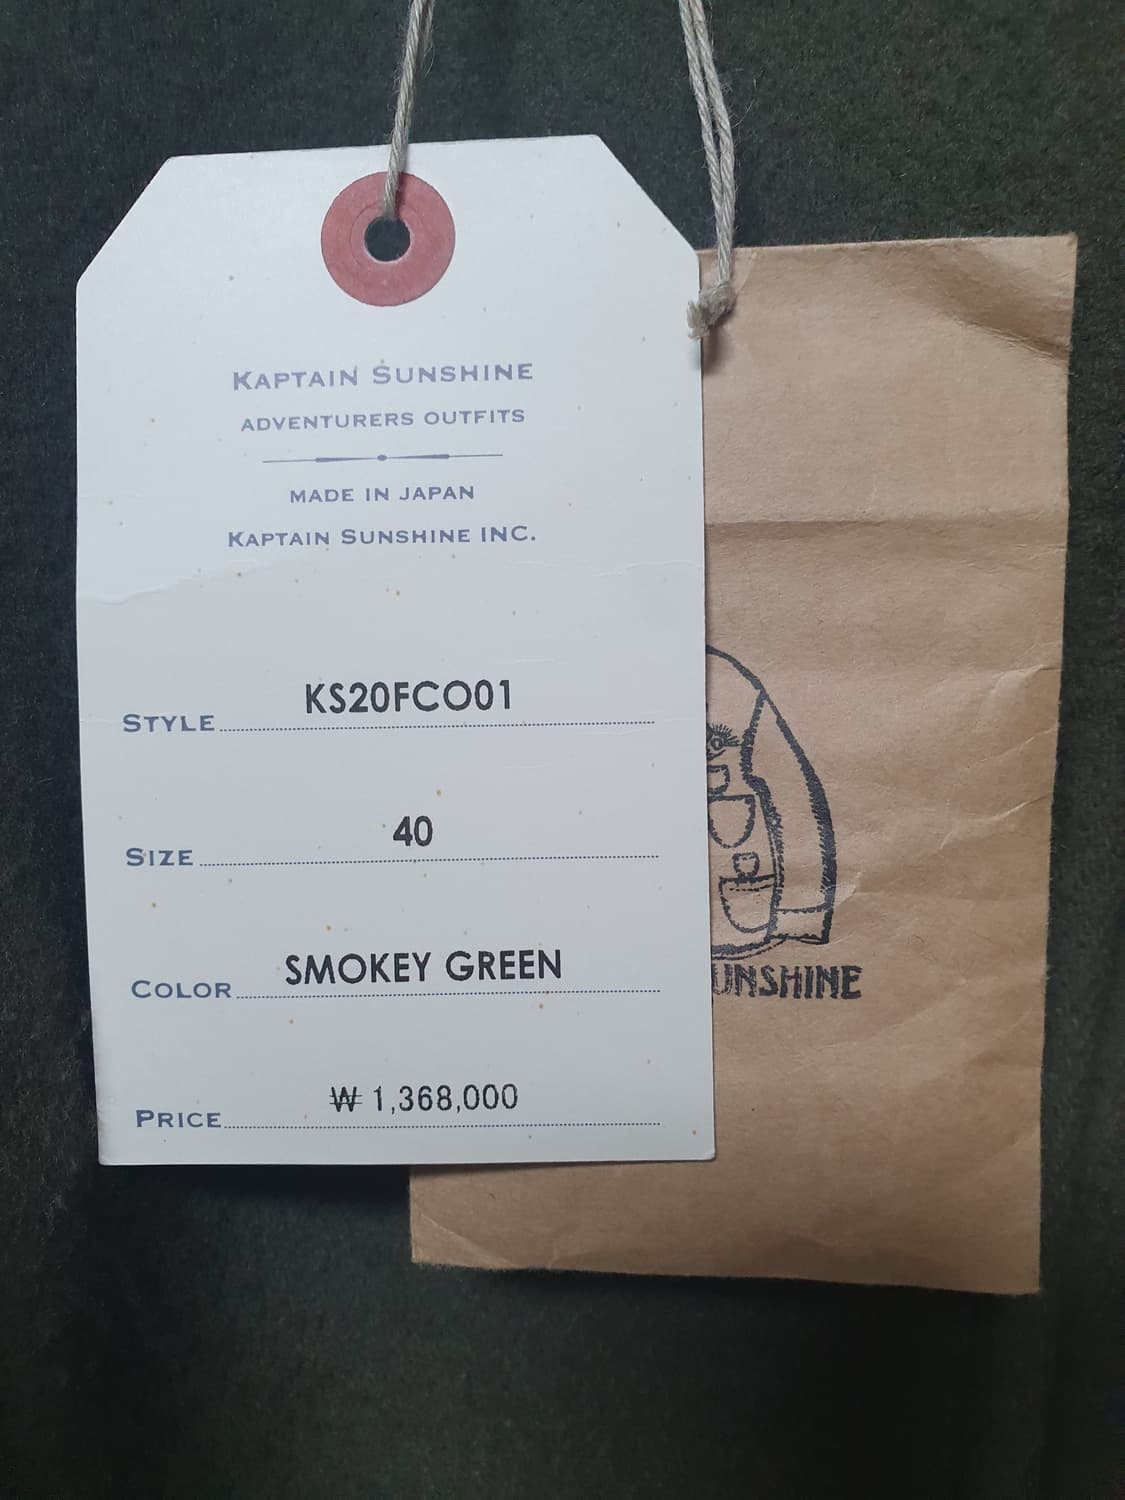 KAPTAIN SUNSHINE
ADVENTURERS OUTFITS
MADE IN JAPAN
KAPTAIN SUNSHINE INC.
STYLE KS20FCO01
SIZE 40
COLOR SMOKEY GREEN
PRICE ₩ 1,368,000
UNSHINE